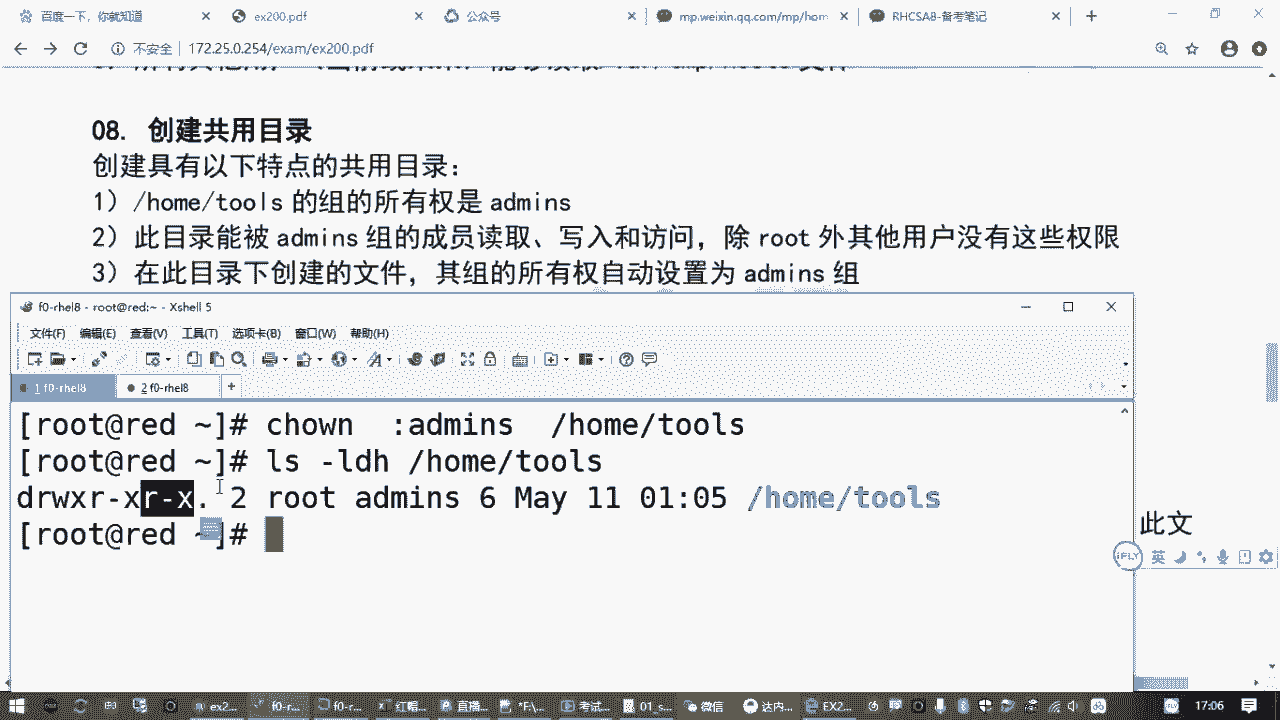 百度一下，你就知道
ex200.pdf
公众号
mp.weixin.qq.com/mp/hom
RHCSA8-备考笔记
不安全 | 172.25.0.254/exam/ex200.pdf
08. 创建共用目录
创建具有以下特点的共用目录：
1）/home/tools 的组的所有权是 admins
2）此目录能被 admins 组的成员读取、写入和访问，除 root 外其他用户没有这些权限
3）在此目录下创建的文件，其组的所有权自动设置为 admins 组
f0-rhel8 - root@red:~ - Xshell 5
文件(F) 编辑(E) 查看(V) 工具(T) 选项卡(B) 窗口(W) 帮助(H)
1 f0-rhel8
2 f0-rhel8
[root@red ~]# chown  :admins  /home/tools
[root@red ~]# ls -ldh /home/tools
drwxr-xr-x. 2 root admins 6 May 11 01:05 /home/tools
[root@red ~]#
此文
iFLY 英
ex2...
f0-r...
f0-r...
红帽...
直播...
*F:\...
考试...
01_s...
微信
达内...
EX2...
17:06